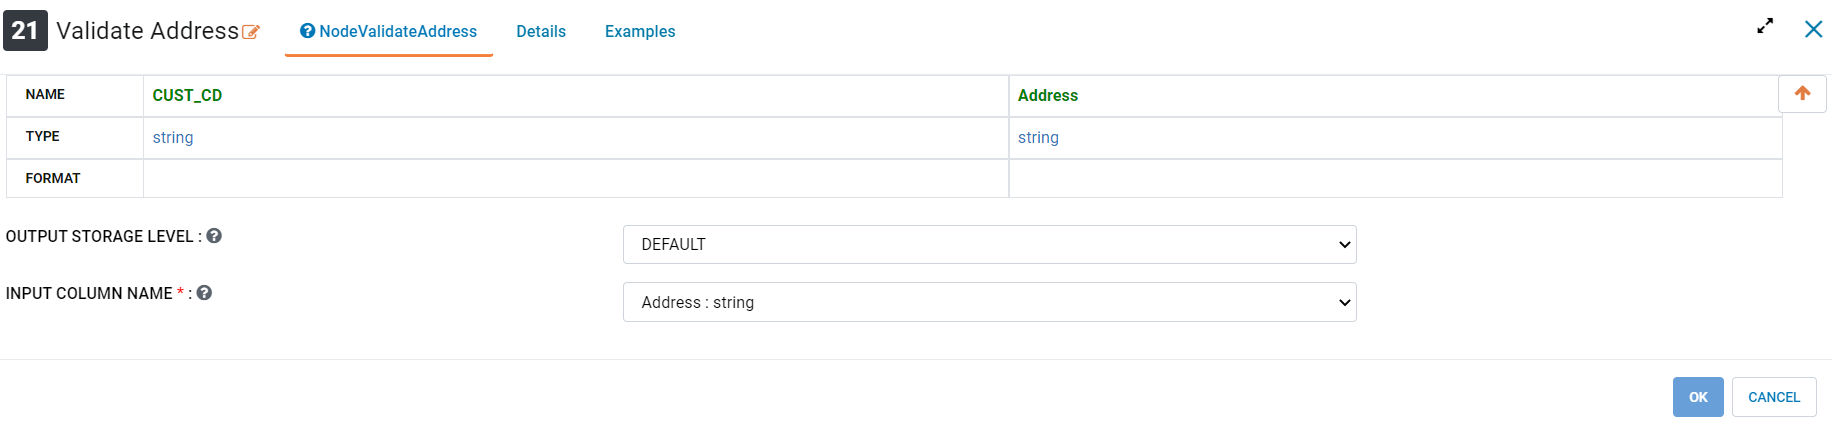 21 Validate Address NodeValidateAddress Details Examples
NAME CUST_CD Address
TYPE string string
FORMAT
OUTPUT STORAGE LEVEL : DEFAULT
INPUT COLUMN NAME * : Address : string
OK CANCEL